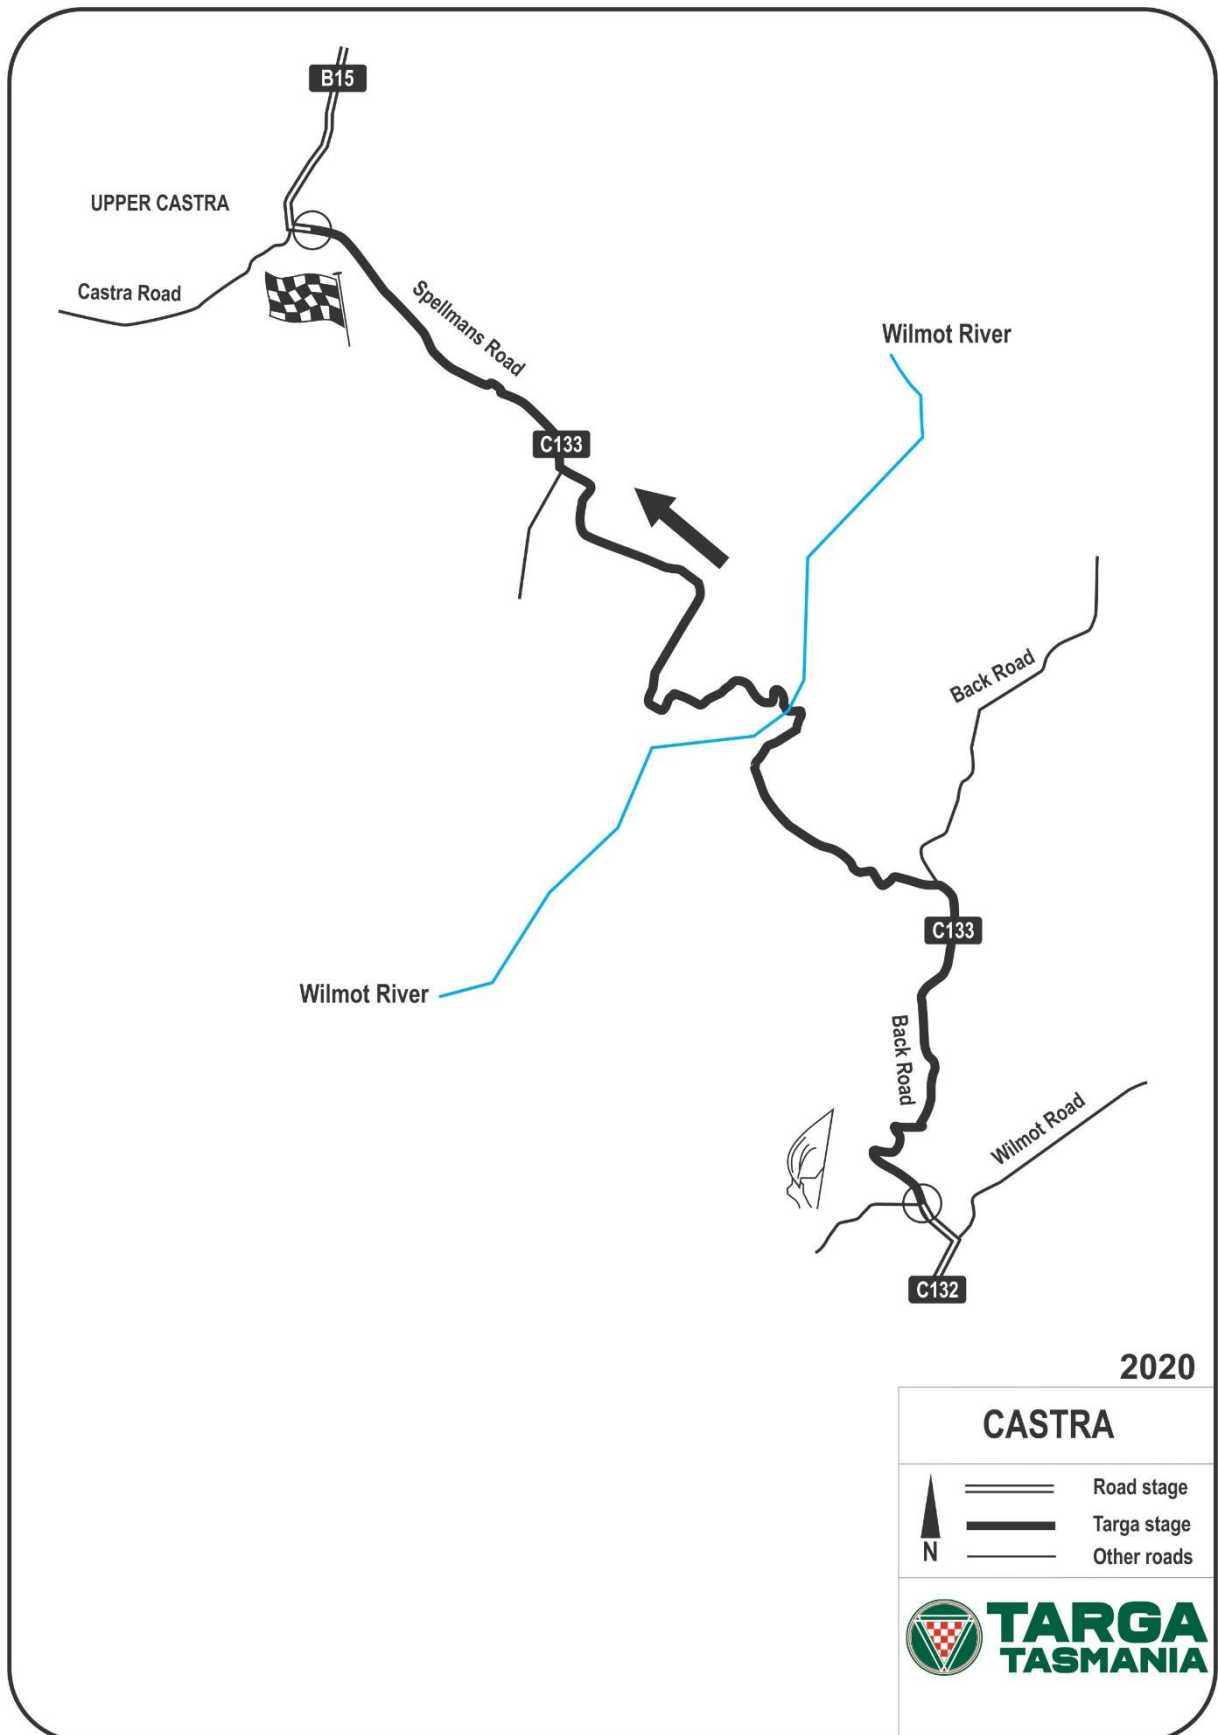 B15
UPPER CASTRA
Castra Road
Spellmans Road
Wilmot River
C133
Back Road
C133
Wilmot River
Back Road
Wilmot Road
C132
2020
CASTRA
Road stage
Targa stage
N
Other roads
TARGA
TASMANIA